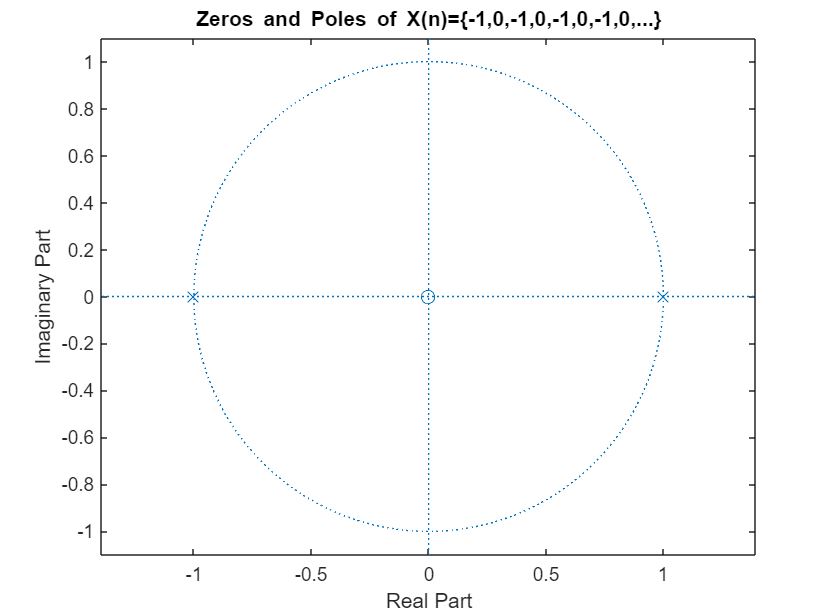 Zeros and Poles of X(n)={-1,0,-1,0,-1,0,-1,0,...}
1
0.8
0.6
0.4
0.2
0
-0.2
-0.4
-0.6
-0.8
-1
Imaginary Part
-1 -0.5 0 0.5 1
Real Part